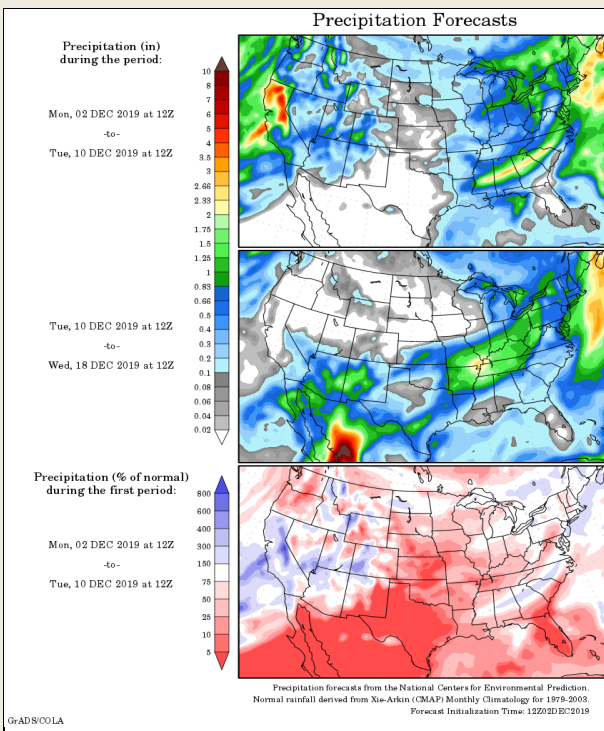 Precipitation Forecasts
Precipitation (in)
during the period:
Mon, 02 DEC 2019 at 12Z
-to-
Tue, 10 DEC 2019 at 12Z
10
8
7
6
5
4
3.5
3
2.66
2.33
2
1.75
1.5
1.25
1
0.83
0.66
0.5
0.4
0.3
0.2
0.1
0.08
0.06
0.04
0.02
Tue, 10 DEC 2019 at 12Z
-to-
Wed, 18 DEC 2019 at 12Z
Precipitation (% of normal)
during the first period:
Mon, 02 DEC 2019 at 12Z
-to-
Tue, 10 DEC 2019 at 12Z
800
600
400
300
150
75
50
25
10
5
Precipitation forecasts from the National Centers for Environmental Prediction.
Normal rainfall derived from Xie-Arkin (CMAP) Monthly Climatology for 1979-2003.
Forecast Initialization Time: 12Z02DEC2019
GrADS/COLA